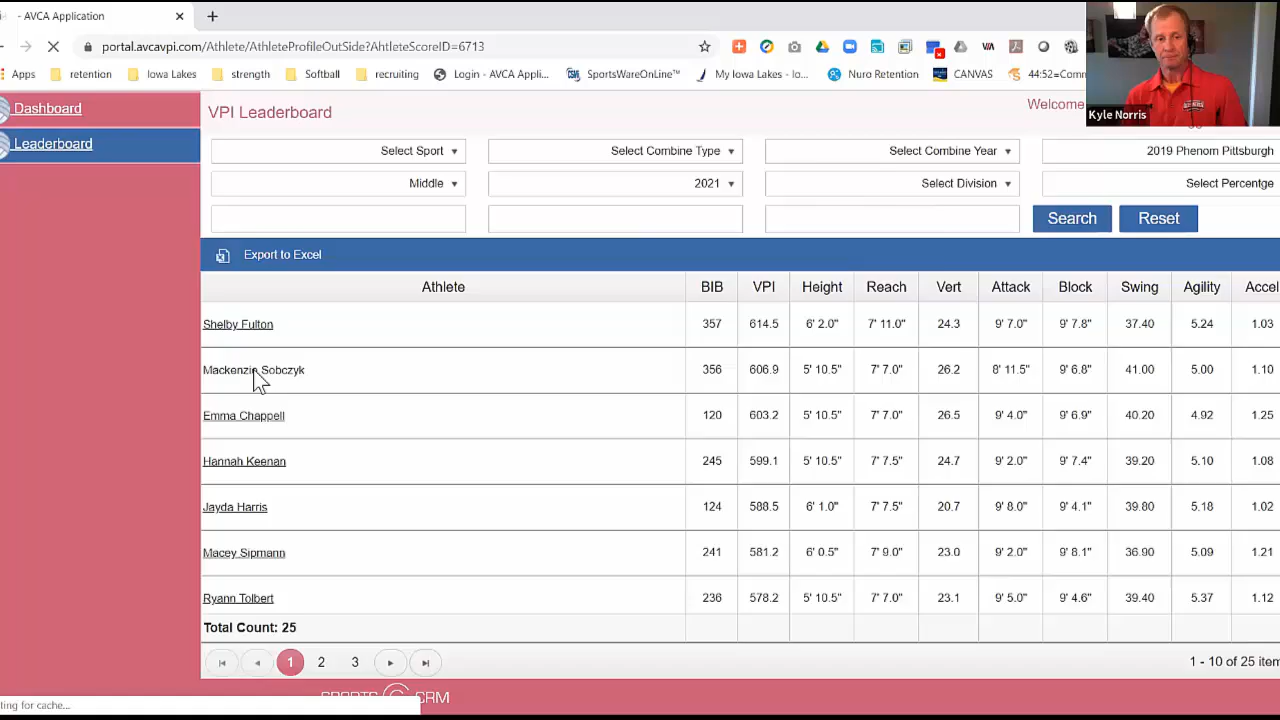 - AVCA Application
portal.avcavpi.com/Athlete/AthleteProfileOutSide?AhtleteScoreID=6713
Apps retention Iowa Lakes strength Softball recruiting Login - AVCA Appli... SportsWareOnLine™ My Iowa Lakes - Io... Nuro Retention CANVAS 44:52=Comm
Kyle Norris
Dashboard
Leaderboard
VPI Leaderboard Welcome
Select Sport Select Combine Type Select Combine Year 2019 Phenom Pittsburgh
Middle 2021 Select Division Select Percentge
Search Reset
Export to Excel
Athlete BIB VPI Height Reach Vert Attack Block Swing Agility Accel
Shelby Fulton 357 614.5 6' 2.0" 7' 11.0" 24.3 9' 7.0" 9' 7.8" 37.40 5.24 1.03
Mackenzie Sobczyk 356 606.9 5' 10.5" 7' 7.0" 26.2 8' 11.5" 9' 6.8" 41.00 5.00 1.10
Emma Chappell 120 603.2 5' 10.5" 7' 7.0" 26.5 9' 4.0" 9' 6.9" 40.20 4.92 1.25
Hannah Keenan 245 599.1 5' 10.5" 7' 7.5" 24.7 9' 2.0" 9' 7.4" 39.20 5.10 1.08
Jayda Harris 124 588.5 6' 1.0" 7' 7.5" 20.7 9' 8.0" 9' 4.1" 39.80 5.18 1.02
Macey Sipmann 241 581.2 6' 0.5" 7' 9.0" 23.0 9' 2.0" 9' 8.1" 36.90 5.09 1.21
Ryann Tolbert 236 578.2 5' 10.5" 7' 7.0" 23.1 9' 5.0" 9' 4.6" 39.40 5.37 1.12
Total Count: 25
1 2 3 1 - 10 of 25 item
SPORTS CRM
ting for cache...